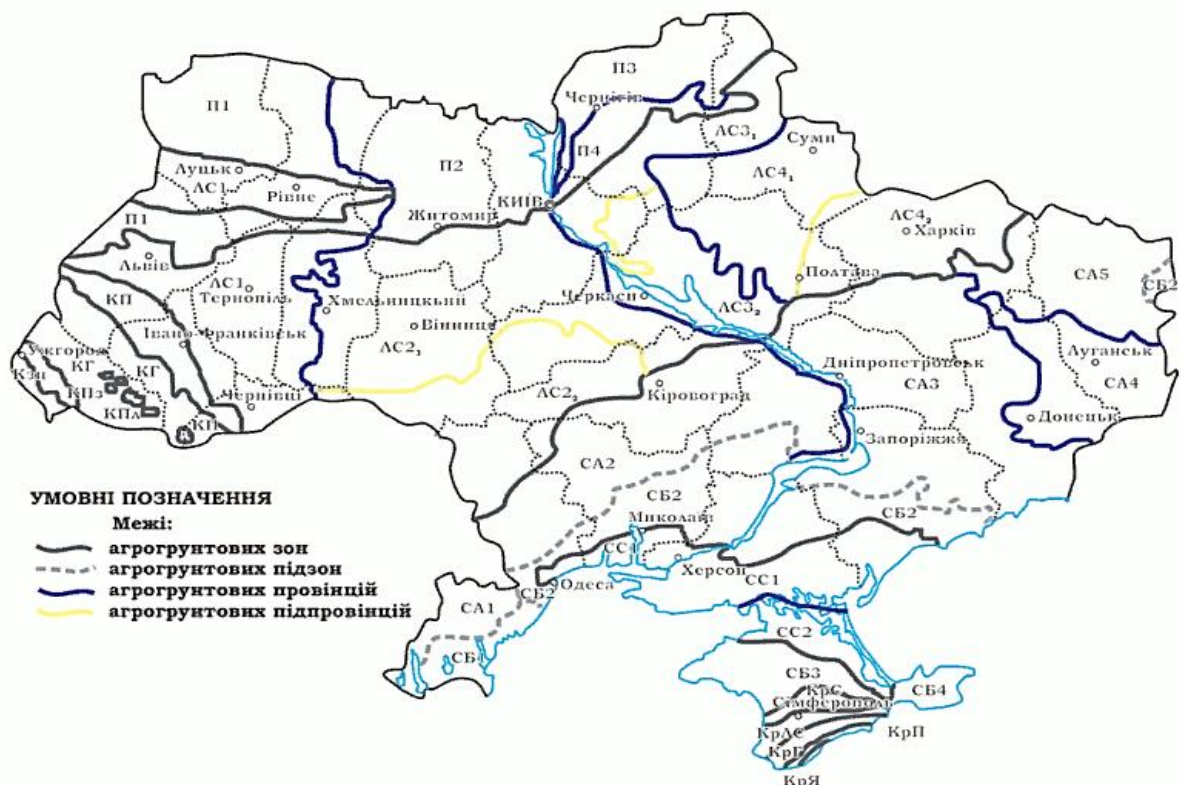 П3
Чернігів
П1
АС3₁
Суми
П4
П2
АС4₁
Луцьк
АС1
Рівне
КИЇВ
АС4₂
Житомир
Харків
П1
Львів
Полтава
СА5
СБ2
АС1
КП
Тернопіль
Хмельницький
Черкаси
АС3₂
Івано-Франківськ
Вінниця
АС2₁
Ужгород
КГ
КГ
Дніпропетровськ
Луганськ
СА3
СА4
КПз
АС2₂
Кіровоград
Чернівці
КП
Донецьк
Запоріжжя
СА2
УМОВНІ ПОЗНАЧЕННЯ
СБ2
СБ2
Межі:
Миколаїв
агрогрунтових зон
Херсон
агрогрунтових підзон
СС1
Одеса
агрогрунтових провінцій
СБ2
агрогрунтових підпровінцій
СА1
СС2
СБ3
СБ4
КрС
Сімферополь
КрАС
КрП
КрЯ